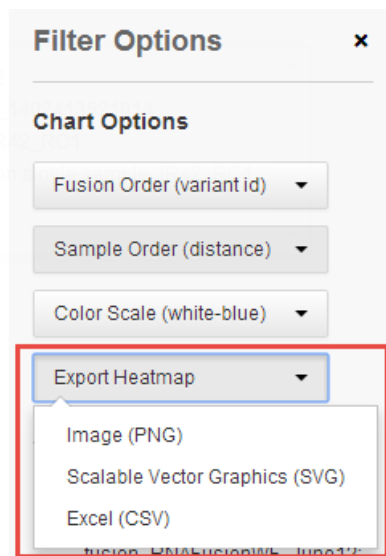 Filter Options ×
Chart Options
Fusion Order (variant id)
Sample Order (distance)
Color Scale (white-blue)
Export Heatmap
Image (PNG)
Scalable Vector Graphics (SVG)
Excel (CSV)